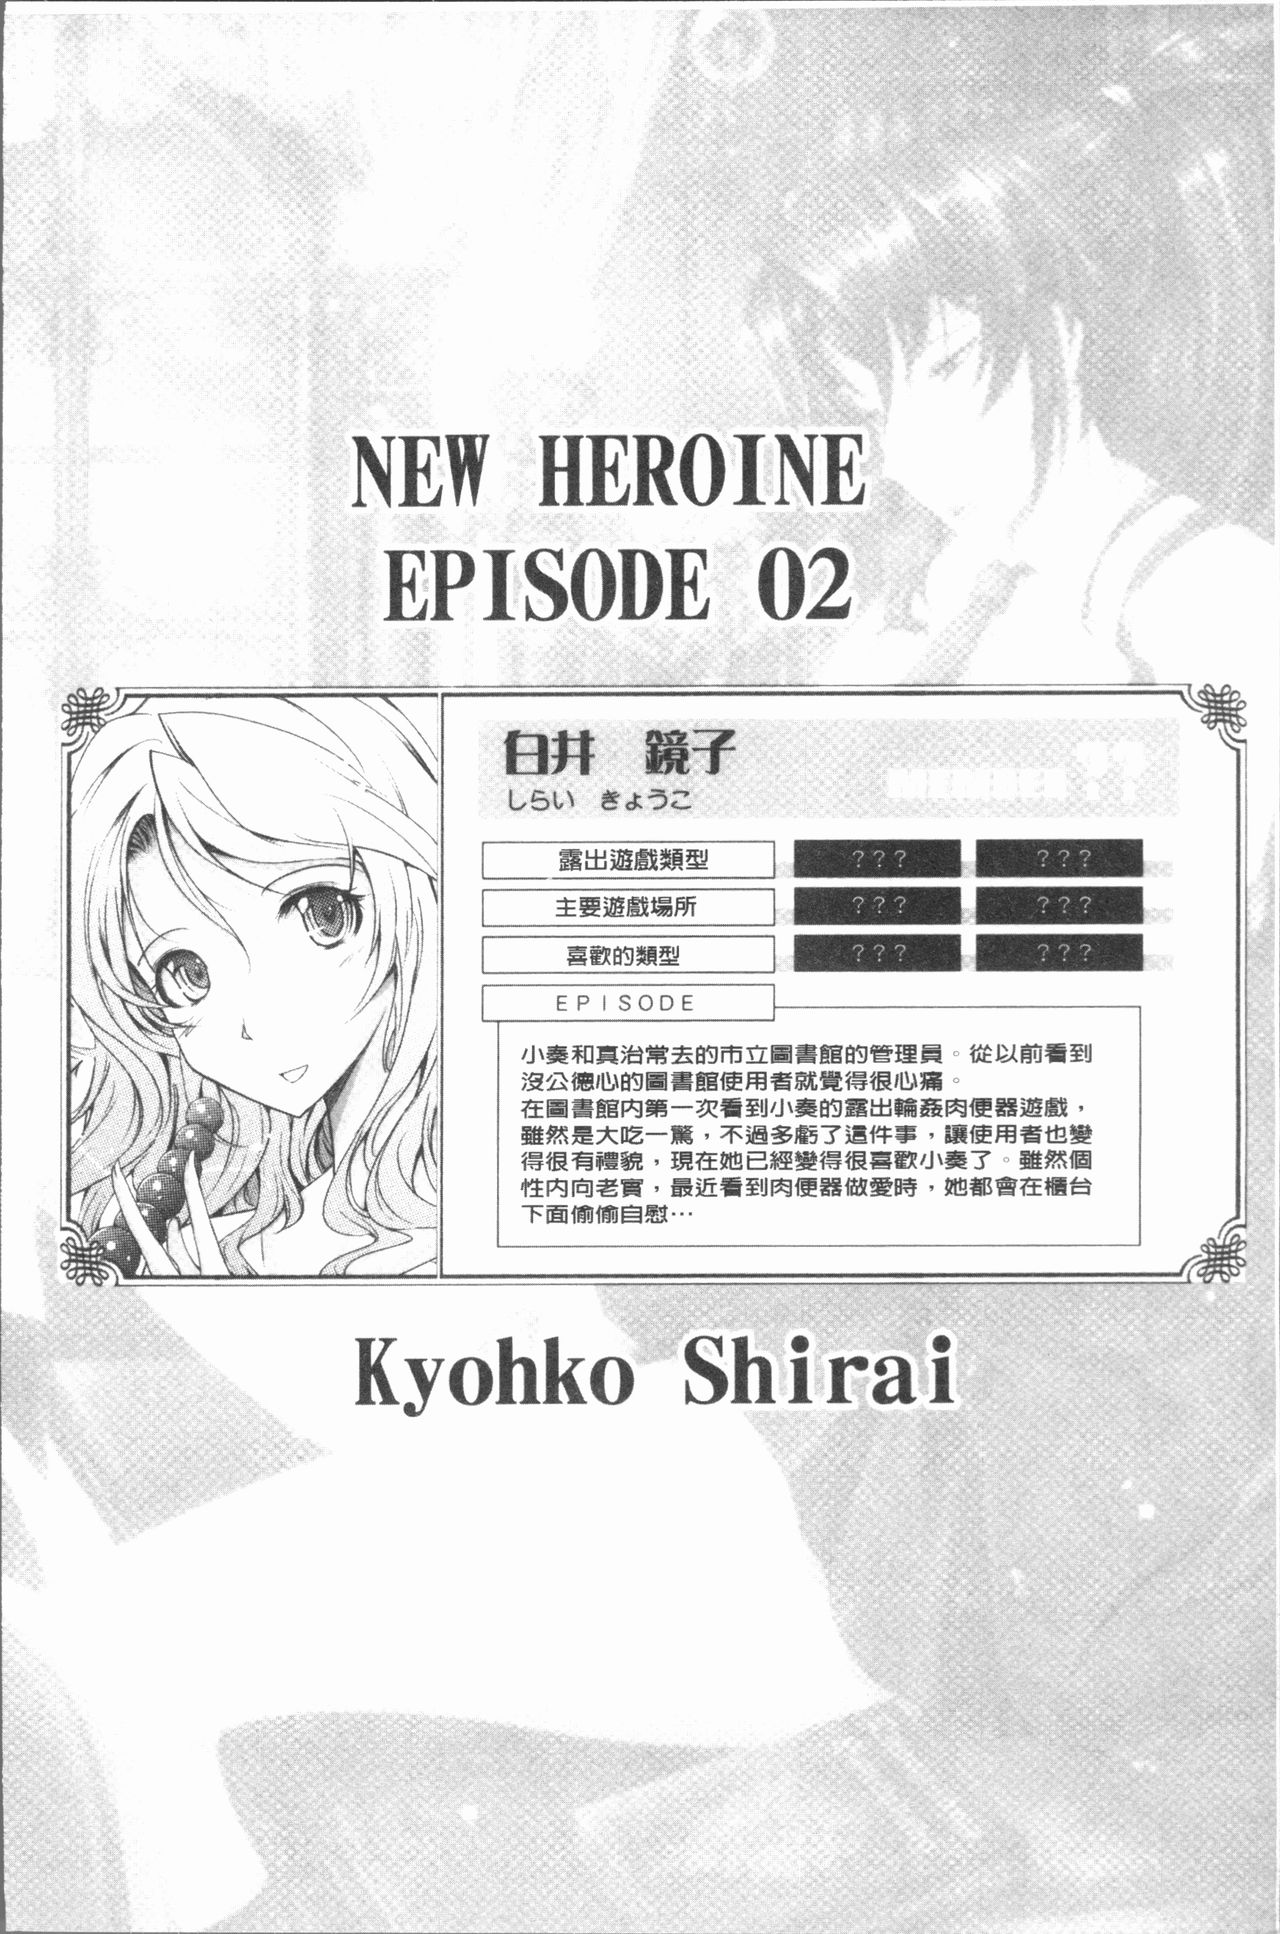 NEW HEROINE
EPISODE 02
白井　鏡子
しらい　きょうこ
露出遊戲類型
???
???
主要遊戲場所
???
???
喜歡的類型
???
???
EPISODE
小奏和真治常去的市立圖書館的管理員。從以前看到
沒公德心的圖書館使用者就覺得很心痛。
在圖書館內第一次看到小奏的露出輪姦肉便器遊戲，
雖然是大吃一驚，不過多虧了這件事，讓使用者也變
得很有禮貌，現在她已經變得很喜歡小奏了。雖然個
性內向老實，最近看到肉便器做愛時，她都會在櫃台
下面偷偷自慰…
Kyohko Shirai